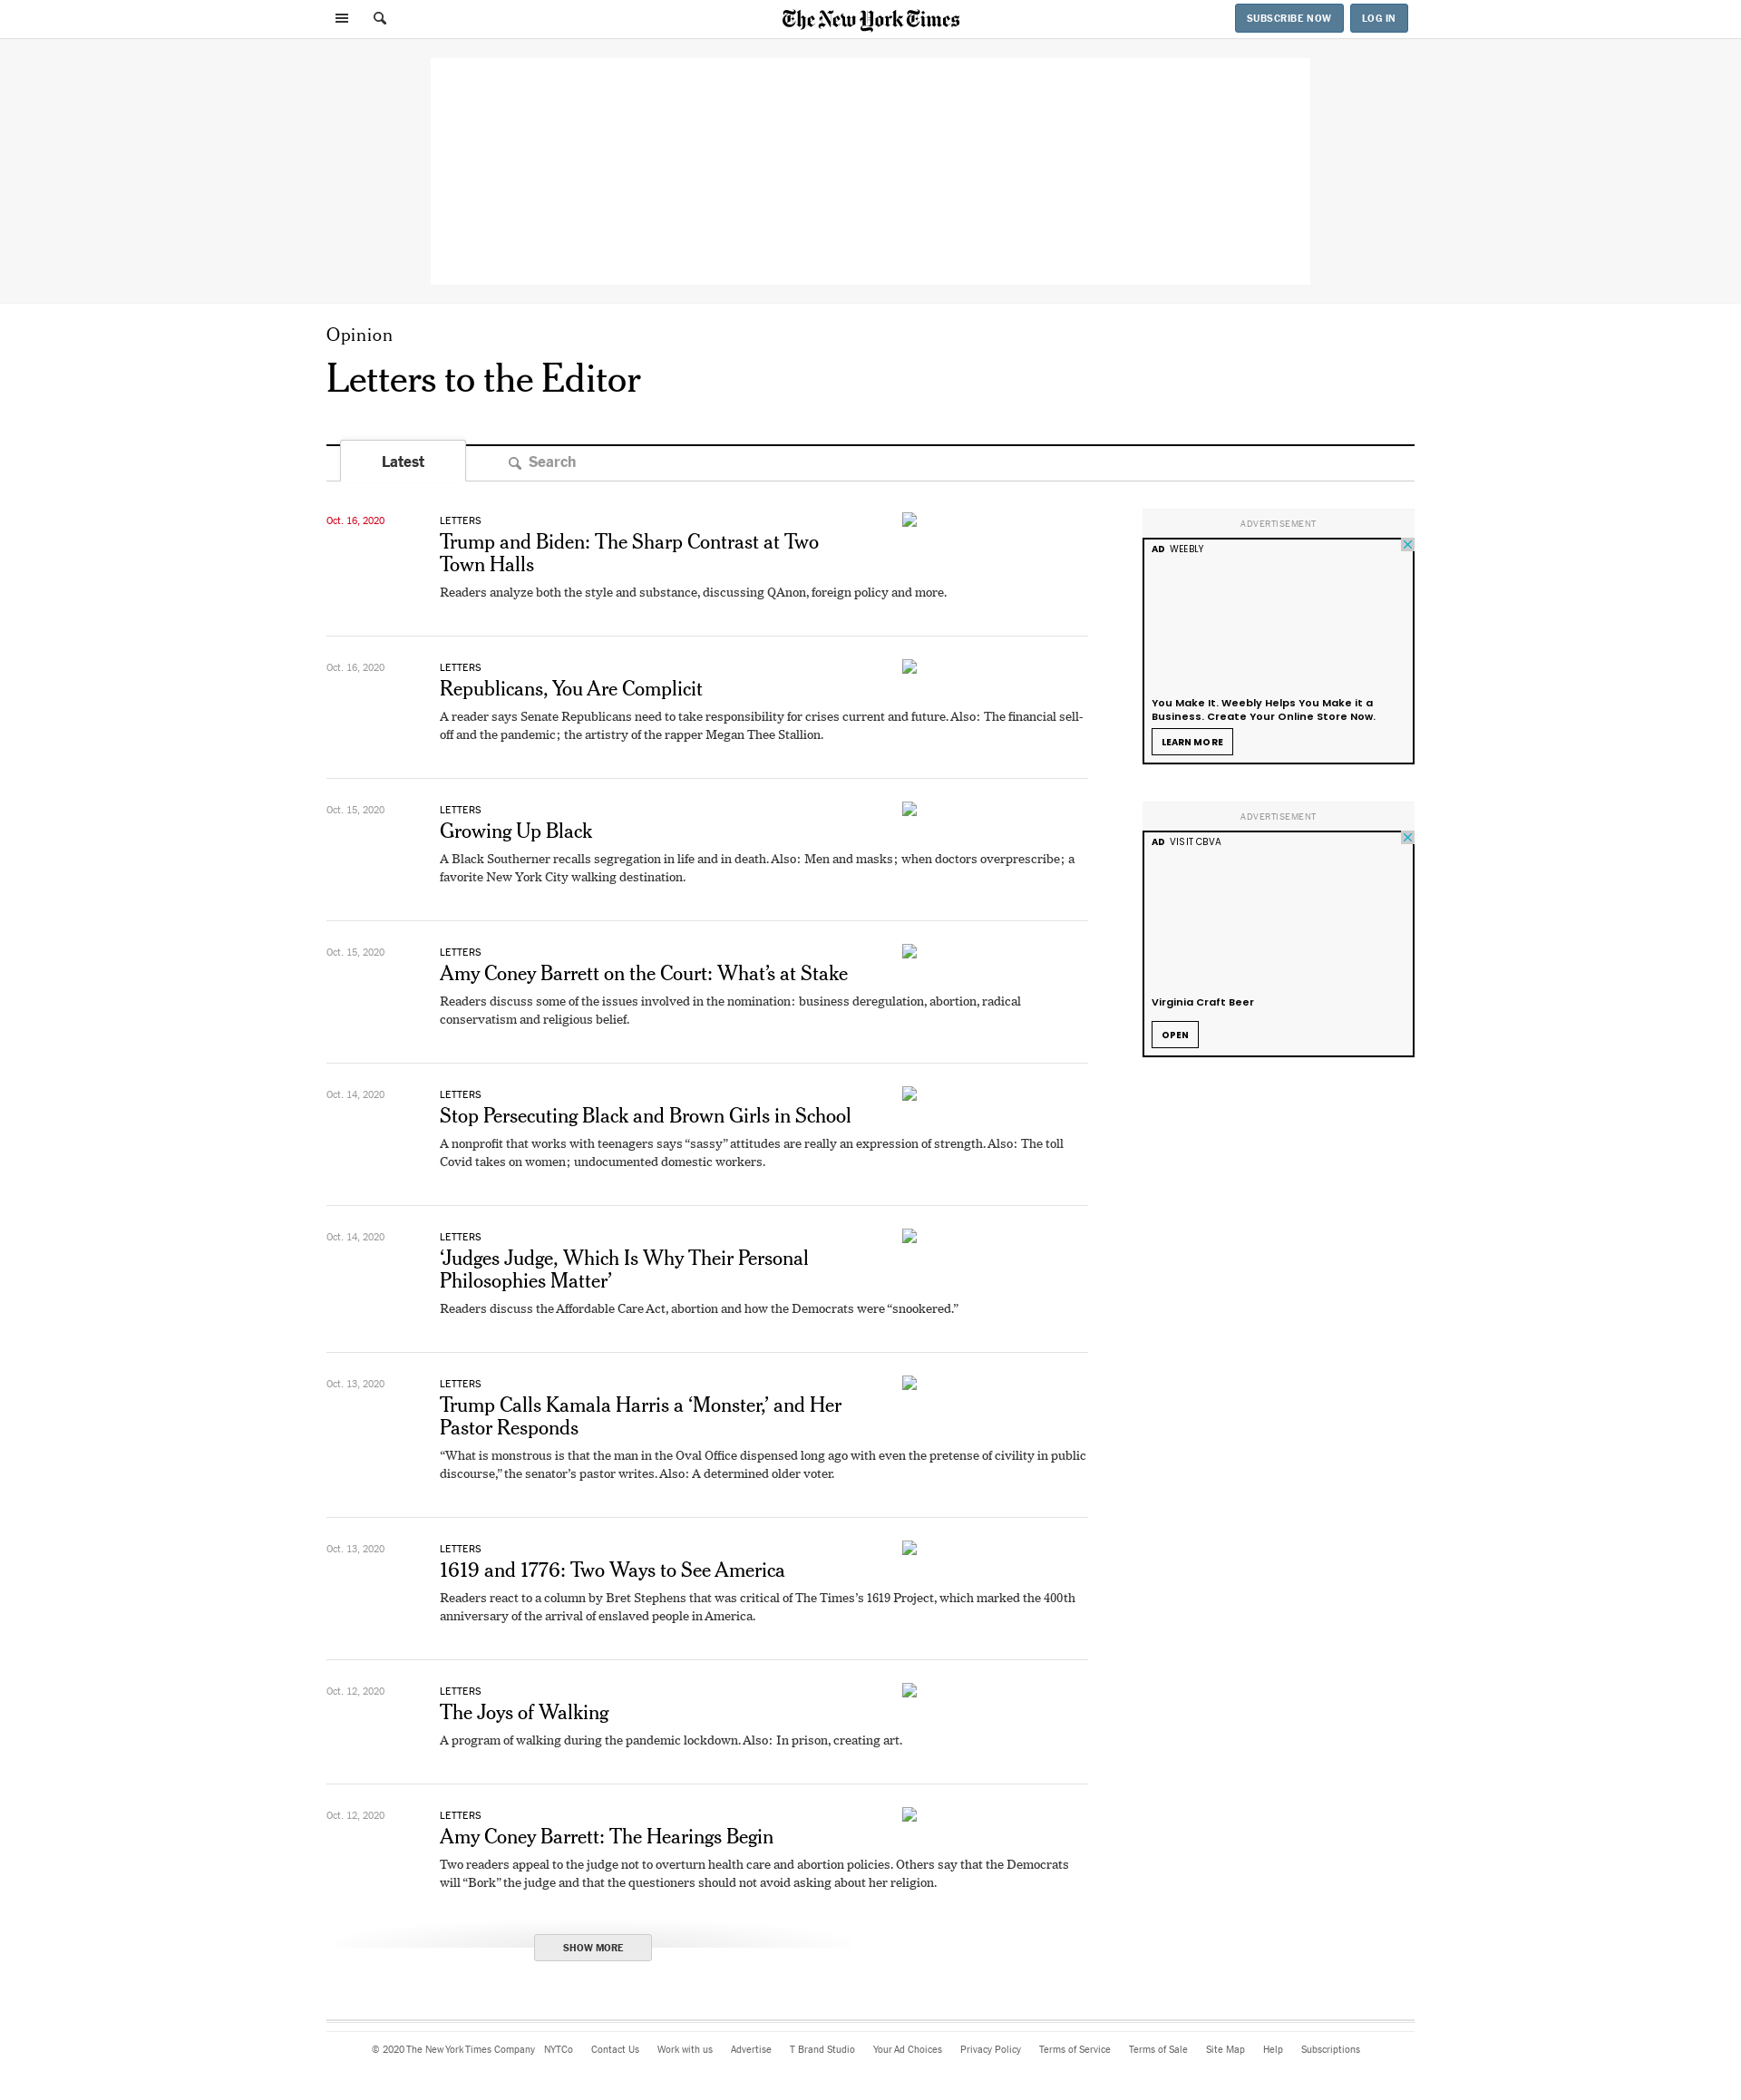 The New York Times
SUBSCRIBE NOW
LOG IN
Opinion
Letters to the Editor
Latest
Search
Oct. 16, 2020
LETTERS
Trump and Biden: The Sharp Contrast at Two
Town Halls
Readers analyze both the style and substance, discussing QAnon, foreign policy and more.
Oct. 16, 2020
LETTERS
Republicans, You Are Complicit
A reader says Senate Republicans need to take responsibility for crises current and future. Also: The financial sell-
off and the pandemic; the artistry of the rapper Megan Thee Stallion.
Oct. 15, 2020
LETTERS
Growing Up Black
A Black Southerner recalls segregation in life and in death. Also: Men and masks; when doctors overprescribe; a
favorite New York City walking destination.
Oct. 15, 2020
LETTERS
Amy Coney Barrett on the Court: What’s at Stake
Readers discuss some of the issues involved in the nomination: business deregulation, abortion, radical
conservatism and religious belief.
Oct. 14, 2020
LETTERS
Stop Persecuting Black and Brown Girls in School
A nonprofit that works with teenagers says “sassy” attitudes are really an expression of strength. Also: The toll
Covid takes on women; undocumented domestic workers.
Oct. 14, 2020
LETTERS
‘Judges Judge, Which Is Why Their Personal
Philosophies Matter’
Readers discuss the Affordable Care Act, abortion and how the Democrats were “snookered.”
Oct. 13, 2020
LETTERS
Trump Calls Kamala Harris a ‘Monster,’ and Her
Pastor Responds
“What is monstrous is that the man in the Oval Office dispensed long ago with even the pretense of civility in public
discourse,” the senator’s pastor writes. Also: A determined older voter.
Oct. 13, 2020
LETTERS
1619 and 1776: Two Ways to See America
Readers react to a column by Bret Stephens that was critical of The Times’s 1619 Project, which marked the 400th
anniversary of the arrival of enslaved people in America.
Oct. 12, 2020
LETTERS
The Joys of Walking
A program of walking during the pandemic lockdown. Also: In prison, creating art.
Oct. 12, 2020
LETTERS
Amy Coney Barrett: The Hearings Begin
Two readers appeal to the judge not to overturn health care and abortion policies. Others say that the Democrats
will “Bork” the judge and that the questioners should not avoid asking about her religion.
SHOW MORE
ADVERTISEMENT
AD WEEBLY
You Make It. Weebly Helps You Make it a
Business. Create Your Online Store Now.
LEARN MORE
ADVERTISEMENT
AD VISIT CBVA
Virginia Craft Beer
OPEN
© 2020 The New York Times Company NYTCo Contact Us Work with us Advertise T Brand Studio Your Ad Choices Privacy Policy Terms of Service Terms of Sale Site Map Help Subscriptions